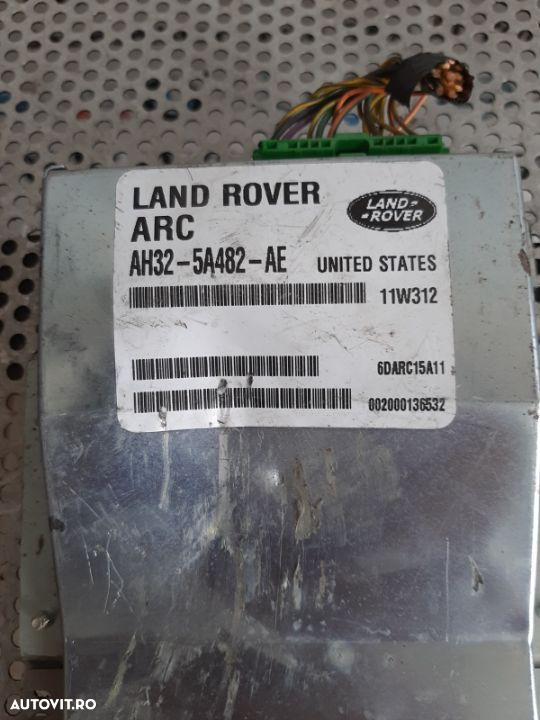 LAND ROVER
LAND-
-ROVER
ARC
AH32-5A482-AE UNITED STATES
11W312
6DARC15A11
002000136532
AUTOVIT.RO